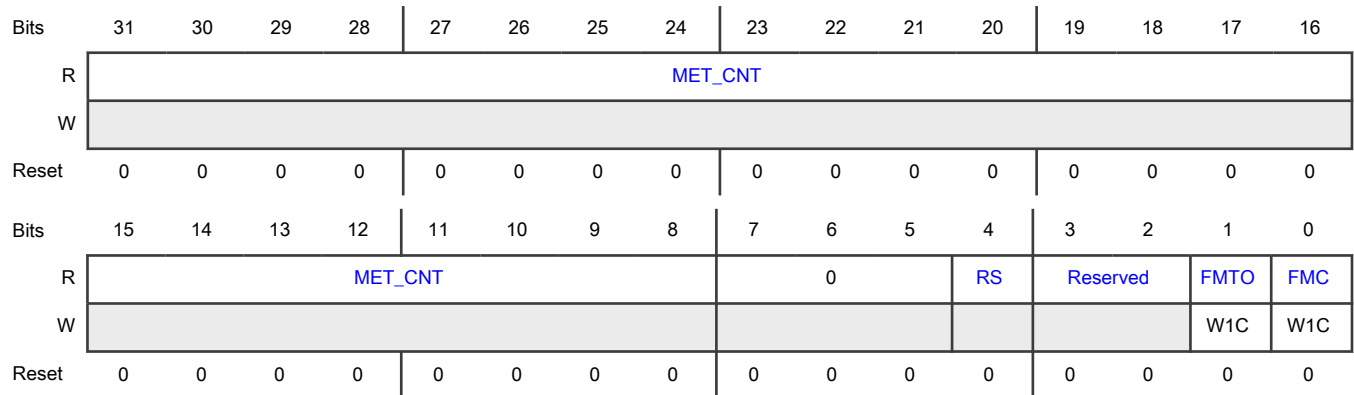 Bits 31 30 29 28 27 26 25 24 23 22 21 20 19 18 17 16
R MET_CNT
W
Reset 0 0 0 0 0 0 0 0 0 0 0 0 0 0 0 0
Bits 15 14 13 12 11 10 9 8 7 6 5 4 3 2 1 0
R MET_CNT 0 RS Reserved FMTO FMC
W W1C W1C
Reset 0 0 0 0 0 0 0 0 0 0 0 0 0 0 0 0